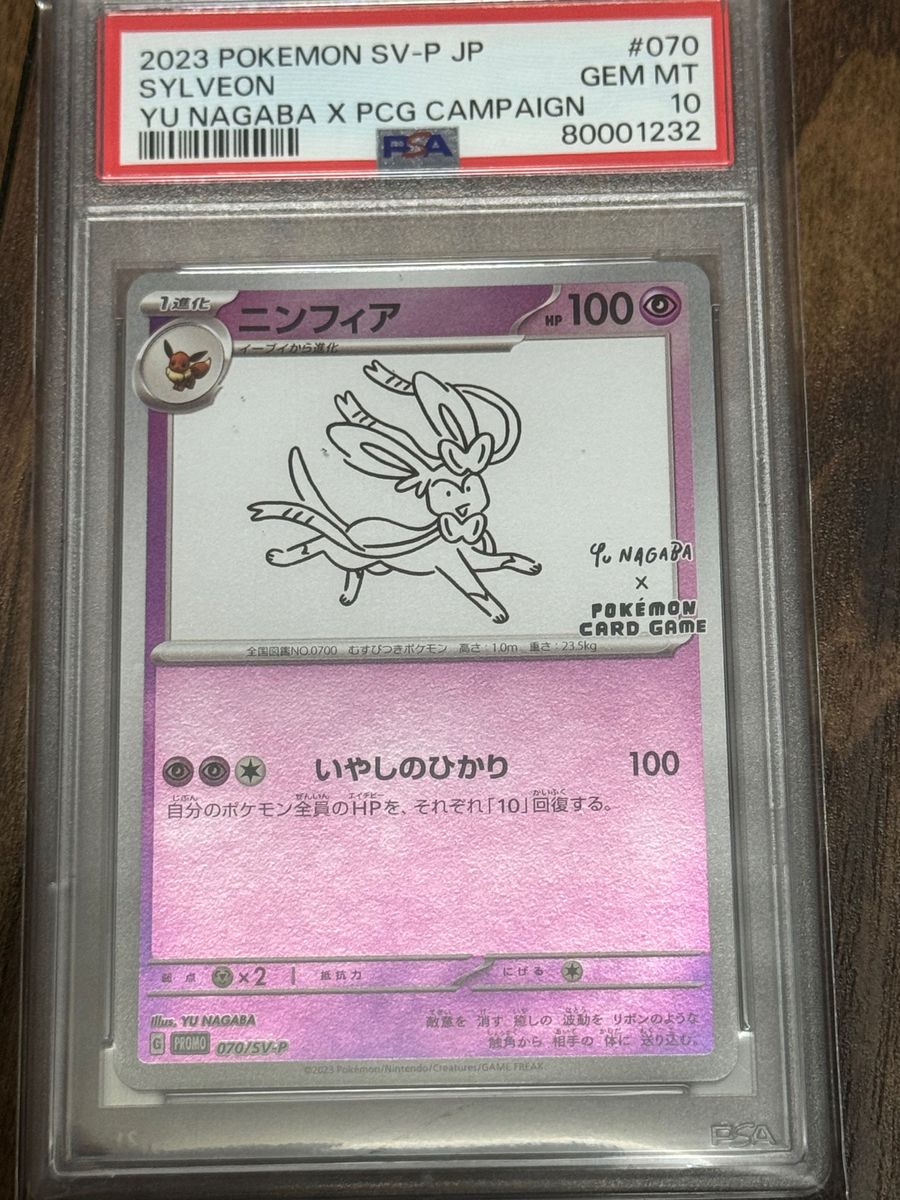 2023 POKEMON SV-P JP #070
SYLVEON GEM MT
YU NAGABA X PCG CAMPAIGN 10
PSA 80001232
1進化 ニンフィア HP 100
イーブイから進化
YU NAGABA
×
POKÉMON
CARD GAME
全国図鑑NO.0700 むすびつきポケモン 高さ:1.0m 重さ:23.5kg
いやしのひかり 100
自分のポケモン全員のHPを、それぞれ「10」回復する。
弱点 ×2 抵抗力 にげる
illus. YU NAGABA
敵意を 消す 癒しの 波動を リボンのような
触角から 相手の 体に 送り込む。
G PROMO 070/SV-P
©2023 Pokémon/Nintendo/Creatures/GAME FREAK
PSA